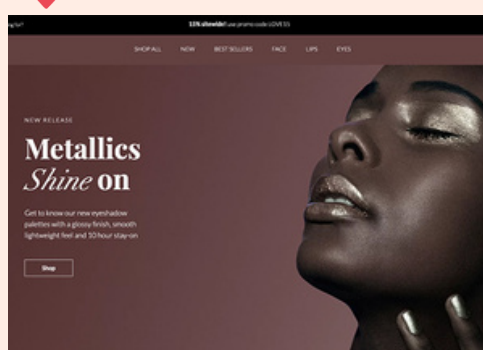 15% sitewide! use promo code: LOVE15
SHOP ALL NEW BEST SELLERS FACE LIPS EYES
NEW RELEASE
Metallics
Shine on
Get to know our new eyeshadow
palettes with a glossy finish, smooth
lightweight feel and 10 hour stay-on
Shop